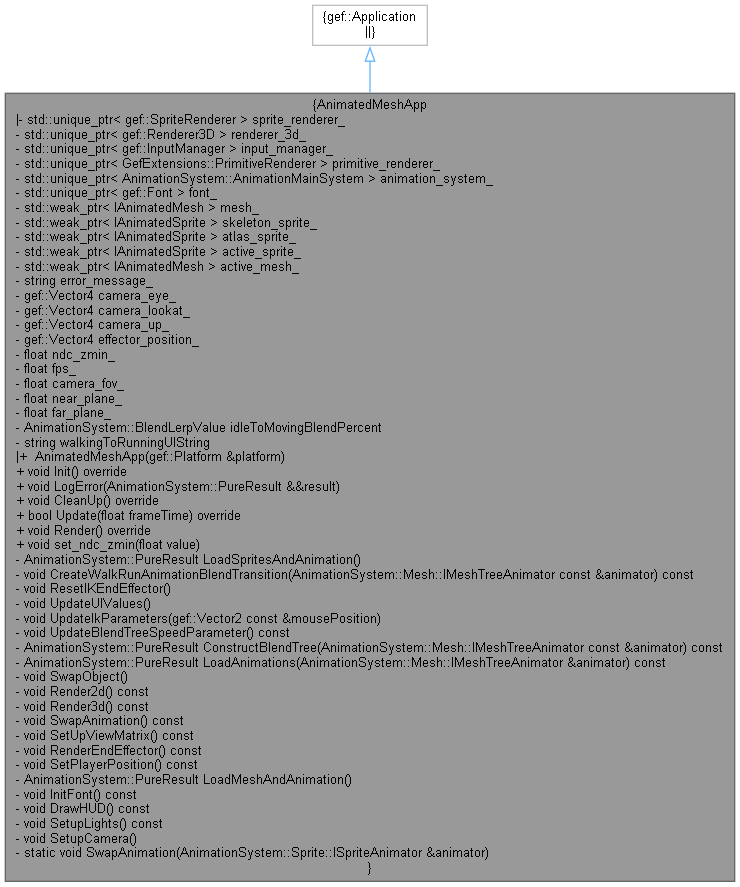 {gef::Application
||}
{AnimatedMeshApp
|- std::unique_ptr< gef::SpriteRenderer > sprite_renderer_
- std::unique_ptr< gef::Renderer3D > renderer_3d_
- std::unique_ptr< gef::InputManager > input_manager_
- std::unique_ptr< GefExtensions::PrimitiveRenderer > primitive_renderer_
- std::unique_ptr< AnimationSystem::AnimationMainSystem > animation_system_
- std::unique_ptr< gef::Font > font_
- std::weak_ptr< IAnimatedMesh > mesh_
- std::weak_ptr< IAnimatedSprite > skeleton_sprite_
- std::weak_ptr< IAnimatedSprite > atlas_sprite_
- std::weak_ptr< IAnimatedSprite > active_sprite_
- std::weak_ptr< IAnimatedMesh > active_mesh_
- string error_message_
- gef::Vector4 camera_eye_
- gef::Vector4 camera_lookat_
- gef::Vector4 camera_up_
- gef::Vector4 effector_position_
- float ndc_zmin_
- float fps_
- float camera_fov_
- float near_plane_
- float far_plane_
- AnimationSystem::BlendLerpValue idleToMovingBlendPercent
- string walkingToRunningUIString
|+  AnimatedMeshApp(gef::Platform &platform)
+ void Init() override
+ void LogError(AnimationSystem::PureResult &&result)
+ void CleanUp() override
+ bool Update(float frameTime) override
+ void Render() override
+ void set_ndc_zmin(float value)
- AnimationSystem::PureResult LoadSpritesAndAnimation()
- void CreateWalkRunAnimationBlendTransition(AnimationSystem::Mesh::IMeshTreeAnimator const &animator) const
- void ResetIKEndEffector()
- void UpdateUIValues()
- void UpdateIkParameters(gef::Vector2 const &mousePosition)
- void UpdateBlendTreeSpeedParameter() const
- AnimationSystem::PureResult ConstructBlendTree(AnimationSystem::Mesh::IMeshTreeAnimator const &animator) const
- AnimationSystem::PureResult LoadAnimations(AnimationSystem::Mesh::IMeshTreeAnimator &animator) const
- void SwapObject()
- void Render2d() const
- void Render3d() const
- void SwapAnimation() const
- void SetUpViewMatrix() const
- void RenderEndEffector() const
- void SetPlayerPosition() const
- AnimationSystem::PureResult LoadMeshAndAnimation()
- void InitFont() const
- void DrawHUD() const
- void SetupLights() const
- void SetupCamera()
- static void SwapAnimation(AnimationSystem::Sprite::ISpriteAnimator &animator)
}